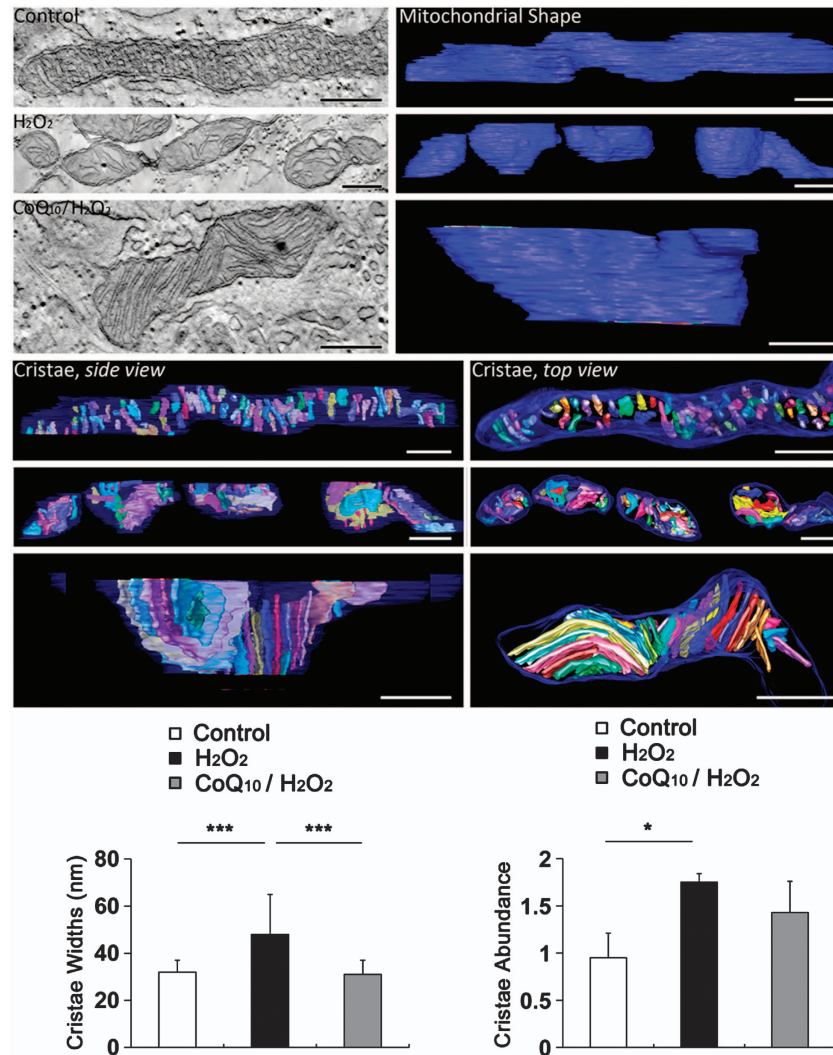 Control
Mitochondrial Shape
H₂O₂
CoQ₁₀/H₂O₂
Cristae, side view
Cristae, top view
Control
H₂O₂
CoQ₁₀ / H₂O₂
***
***
Cristae Widths (nm)
80
60
40
20
0
Control
H₂O₂
CoQ₁₀ / H₂O₂
*
Cristae Abundance
2
1.5
1
0.5
0